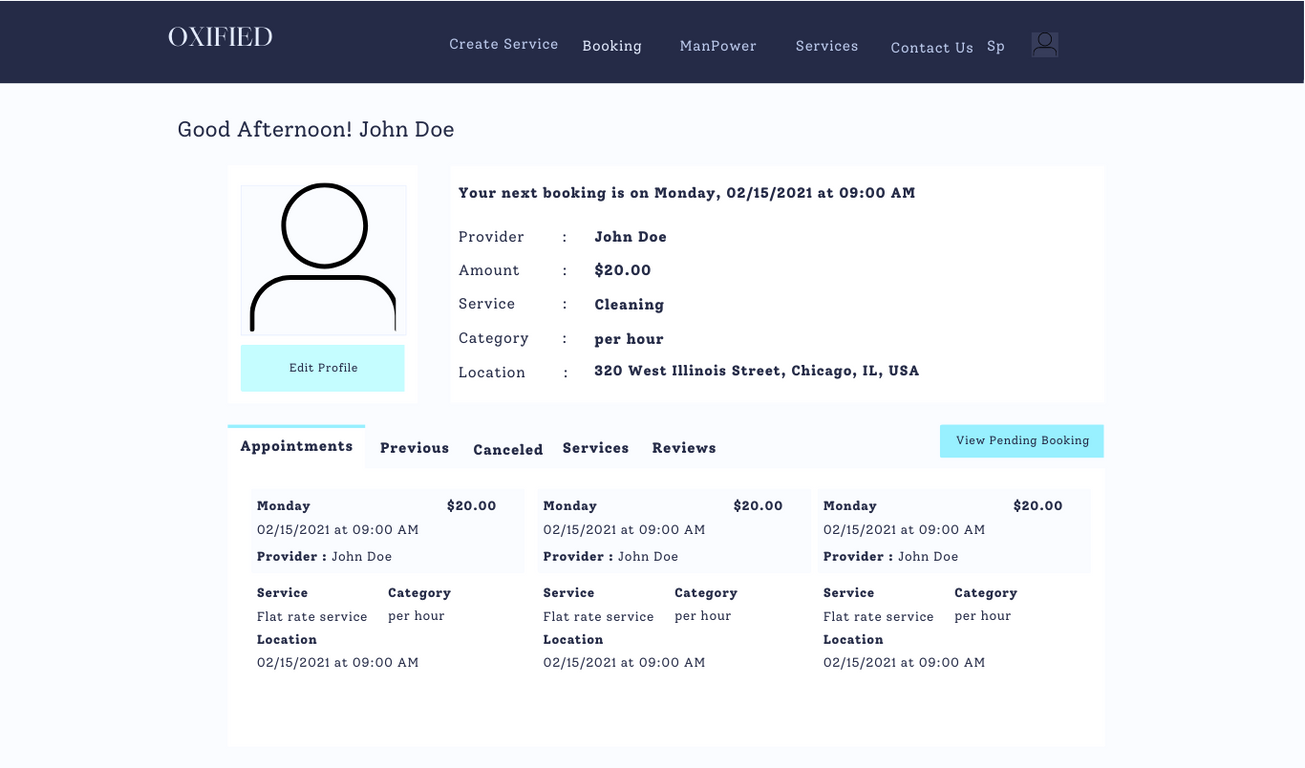 OXIFIED Create Service Booking ManPower Services Contact Us Sp
Good Afternoon! John Doe
Edit Profile
Your next booking is on Monday, 02/15/2021 at 09:00 AM
Provider : John Doe
Amount : $20.00
Service : Cleaning
Category : per hour
Location : 320 West Illinois Street, Chicago, IL, USA
Appointments Previous Canceled Services Reviews View Pending Booking
Monday $20.00
02/15/2021 at 09:00 AM
Provider : John Doe
Service Category
Flat rate service per hour
Location
02/15/2021 at 09:00 AM
Monday $20.00
02/15/2021 at 09:00 AM
Provider : John Doe
Service Category
Flat rate service per hour
Location
02/15/2021 at 09:00 AM
Monday $20.00
02/15/2021 at 09:00 AM
Provider : John Doe
Service Category
Flat rate service per hour
Location
02/15/2021 at 09:00 AM